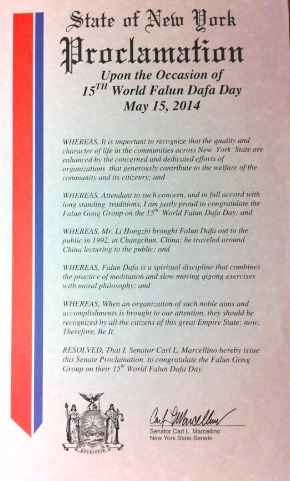 State of New York
Proclamation
Upon the Occasion of
15TH World Falun Dafa Day
May 15, 2014
WHEREAS, It is important to recognize that the quality and
character of life in the communities across New York State are
enhanced by the concerned and dedicated efforts of
organizations that generously contribute to the welfare of the
community and its citizenry; and
WHEREAS, Attendant to such concern, and in full accord with
long standing traditions, I am justly proud to congratulate the
Falun Gong Group on the 15th World Falun Dafa Day; and
WHEREAS, Mr. Li Hongzhi brought Falun Dafa out to the
public in 1992, in Changchun, China; he traveled around
China lecturing to the public; and
WHEREAS, Falun Dafa is a spiritual discipline that combines
the practice of meditation and slow moving qigong exercises
with moral philosophy; and
WHEREAS, When an organization of such noble aims and
accomplishments is brought to our attention, they should be
recognized by all the citizens of this great Empire State; now,
Therefore, Be It
RESOLVED, That I, Senator Carl L. Marcellino hereby issue
this Senate Proclamation to congratulate the Falun Gong
Group on their 15th World Falun Dafa Day.
EXCELSIOR
Carl L Marcellino
Senator Carl L. Marcellino
New York State Senate